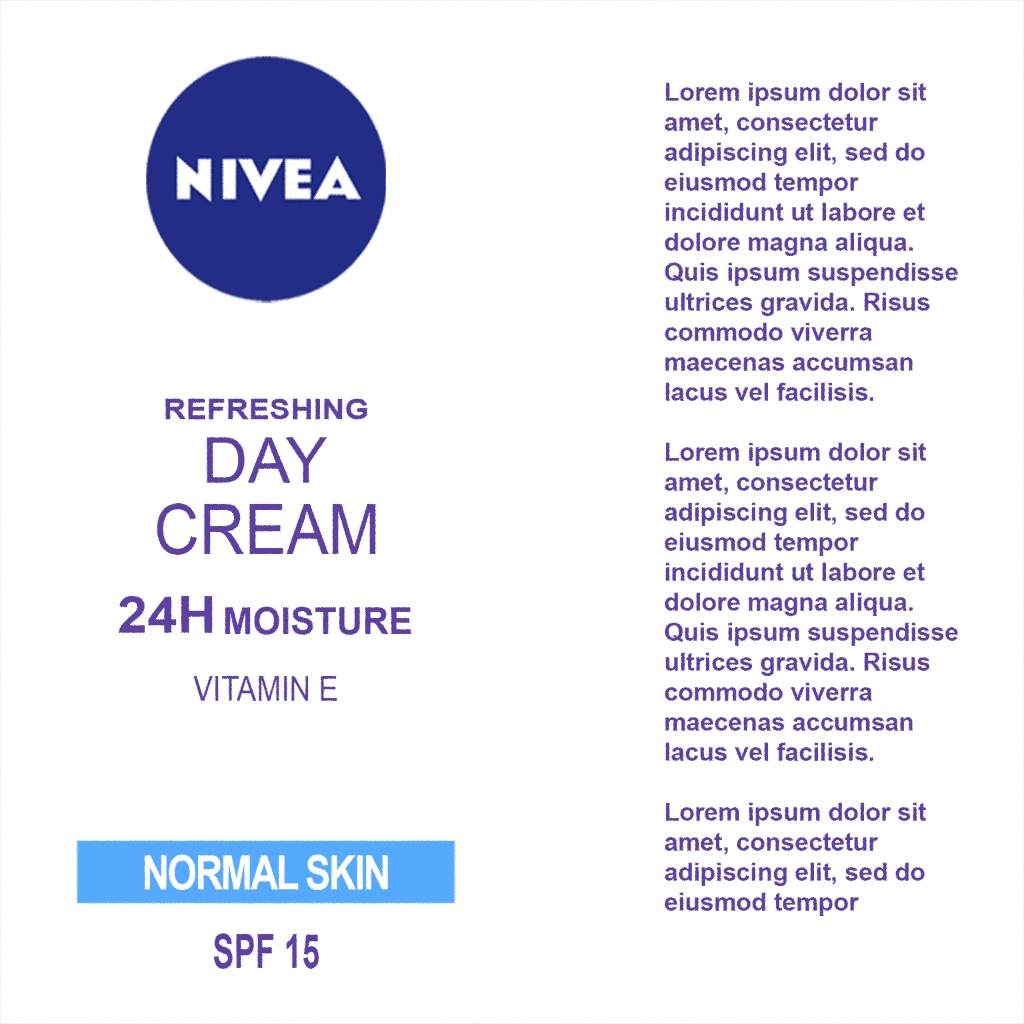 NIVEA
REFRESHING
DAY
CREAM
24H MOISTURE
VITAMIN E
NORMAL SKIN
SPF 15
Lorem ipsum dolor sit
amet, consectetur
adipiscing elit, sed do
eiusmod tempor
incididunt ut labore et
dolore magna aliqua.
Quis ipsum suspendisse
ultrices gravida. Risus
commodo viverra
maecenas accumsan
lacus vel facilisis.
Lorem ipsum dolor sit
amet, consectetur
adipiscing elit, sed do
eiusmod tempor
incididunt ut labore et
dolore magna aliqua.
Quis ipsum suspendisse
ultrices gravida. Risus
commodo viverra
maecenas accumsan
lacus vel facilisis.
Lorem ipsum dolor sit
amet, consectetur
adipiscing elit, sed do
eiusmod tempor